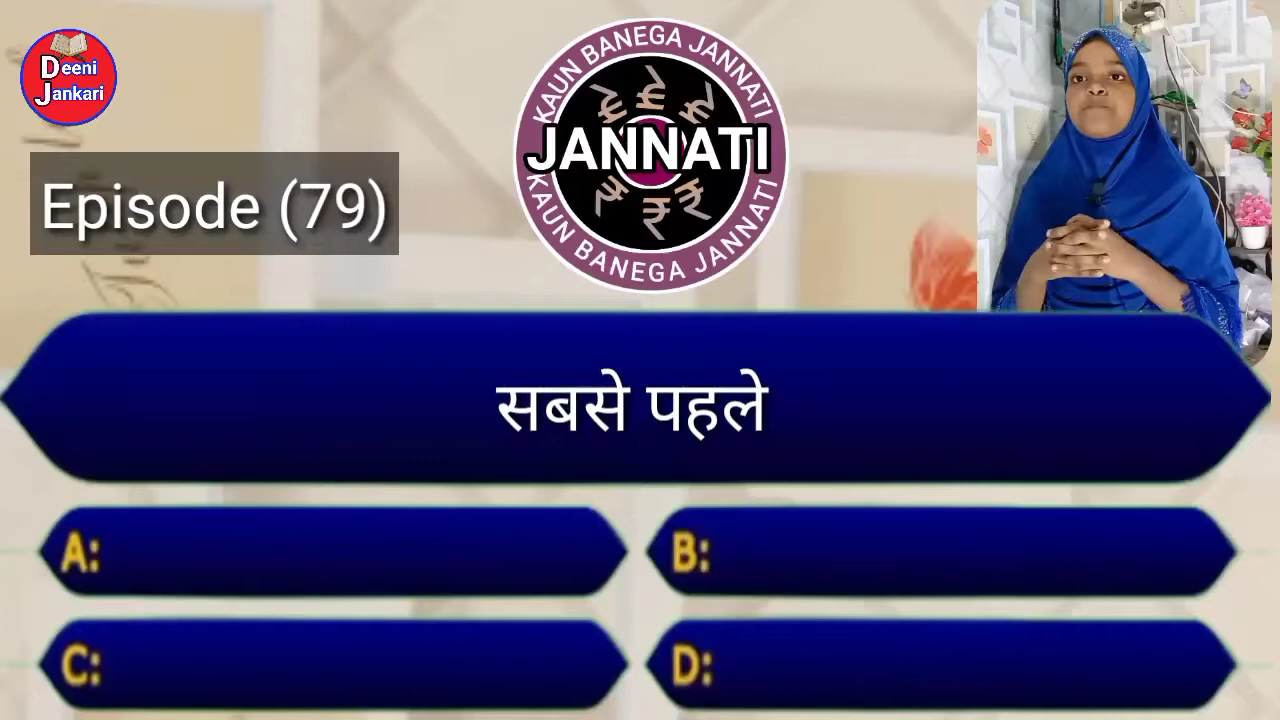 Deeni
Jankari
KAUN BANEGA JANNATI
JANNATI
KAUN BANEGA JANNATI
Episode (79)
सबसे पहले
A:
B:
C:
D: